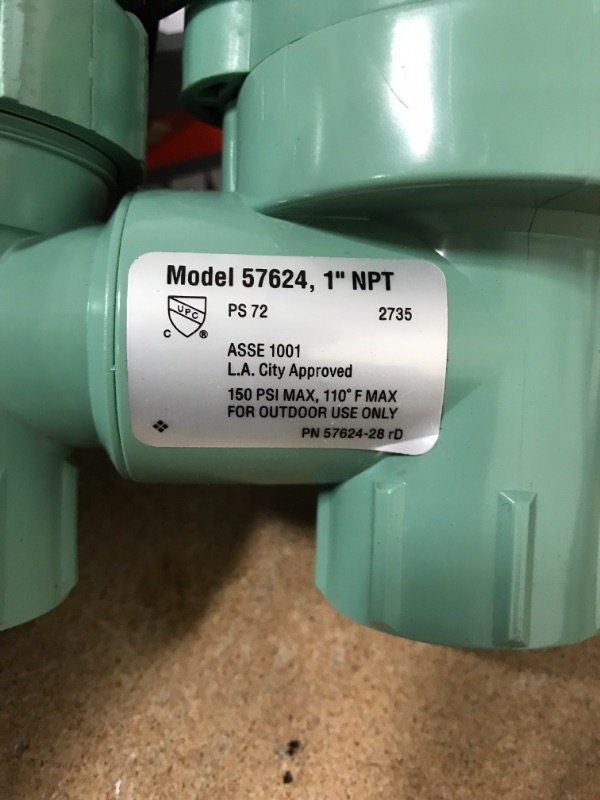 Model 57624, 1" NPT
UPC
C ®
PS 72 2735
ASSE 1001
L.A. City Approved
150 PSI MAX, 110° F MAX
FOR OUTDOOR USE ONLY
PN 57624-28 rD